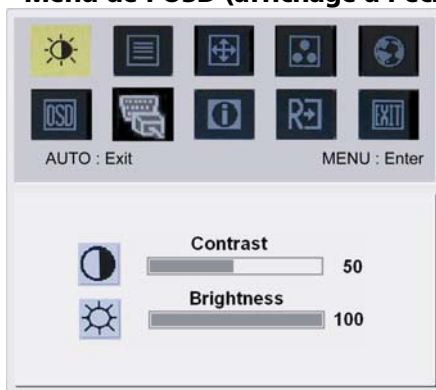 Menu de l'OSD (affichage à
OSD i R EXIT
AUTO : Exit MENU : Enter
Contrast
50
Brightness
100